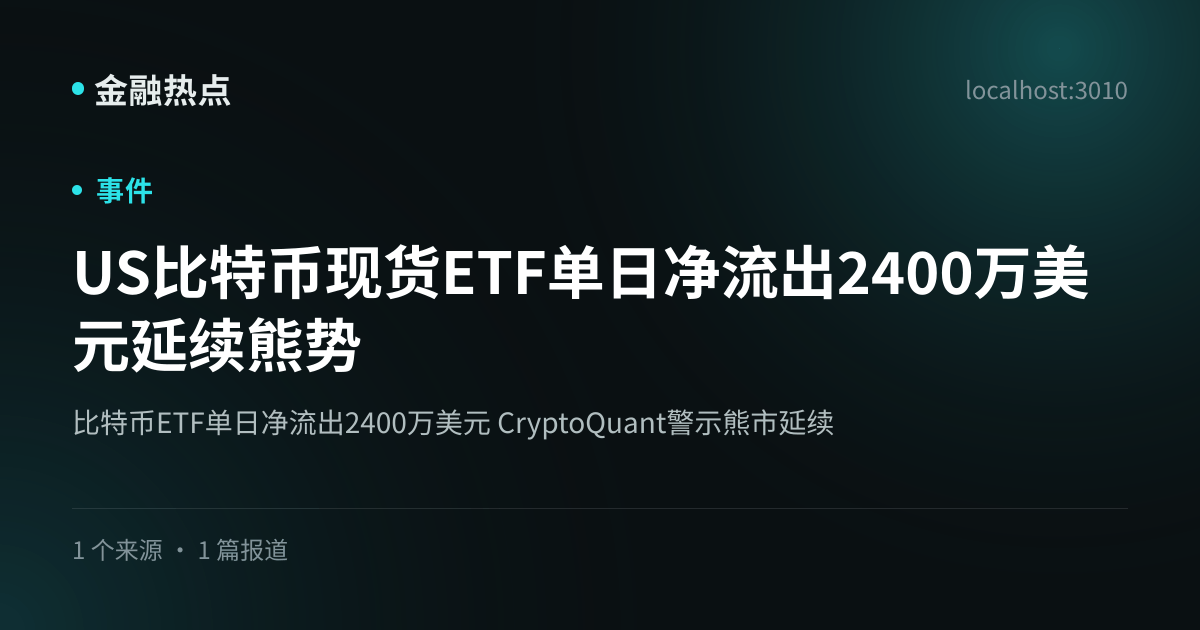 金融热点
localhost:3010
事件
US比特币现货ETF单日净流出2400万美
元延续熊势
比特币ETF单日净流出2400万美元 CryptoQuant警示熊市延续
1 个来源 · 1 篇报道